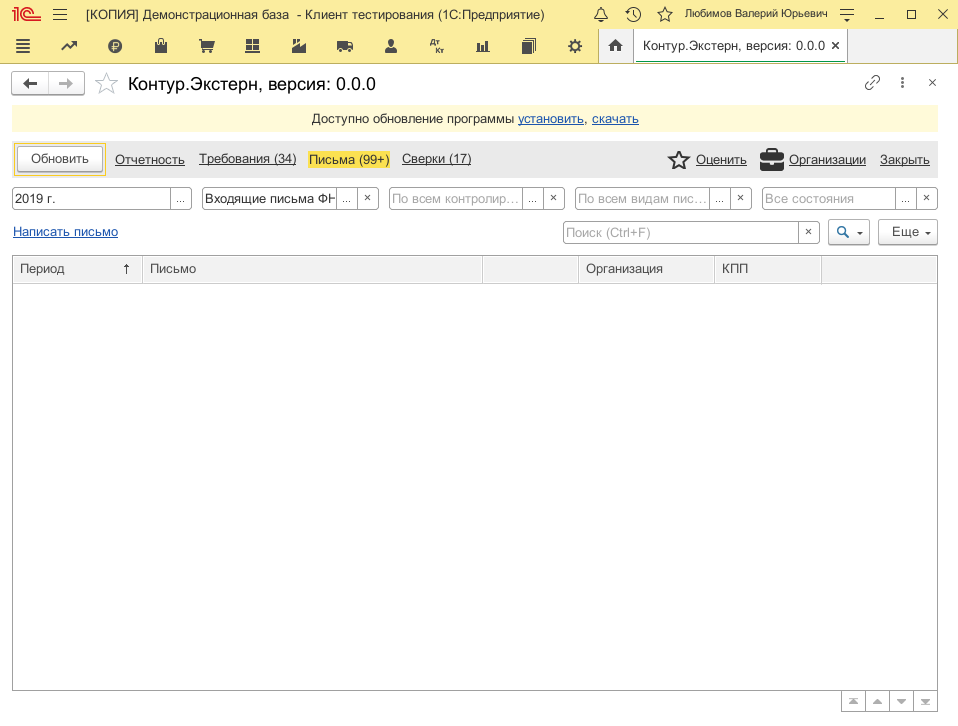 [КОПИЯ] Демонстрационная база - Клиент тестирования (1С:Предприятие) Любимов Валерий Юрьевич
Дт Кт Контур.Экстерн, версия: 0.0.0 ×
Контур.Экстерн, версия: 0.0.0
Доступно обновление программы установить, скачать
Обновить Отчетность Требования (34) Письма (99+) Сверки (17) Оценить Организации Закрыть
2019 г. ... Входящие письма ФН ... × По всем контролир... ... × По всем видам пис... ... × Все состояния ... ×
Написать письмо Поиск (Ctrl+F) × Еще
Период ↑ Письмо Организация КПП